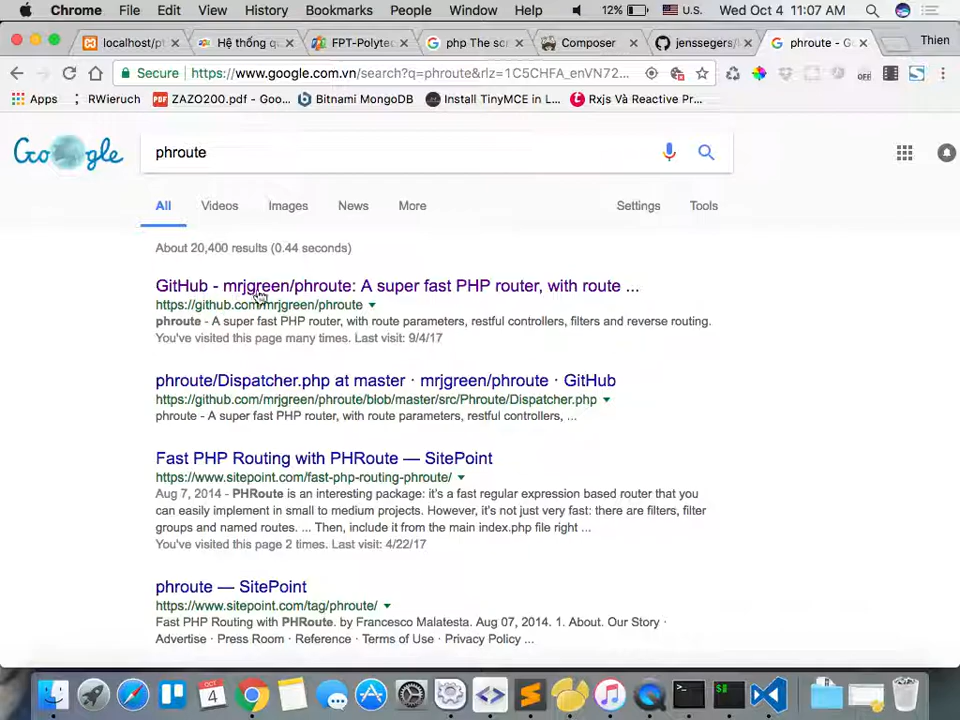 Chrome File Edit View History Bookmarks People Window Help 12% U.S. Wed Oct 4 11:07 AM
localhost/pt Hệ thống qu FPT-Polytec php The scr Composer jenssegers/ phroute - Go Thien
Secure https://www.google.com.vn/search?q=phroute&rlz=1C5CHFA_enVN72... OFF
Apps RWieruch ZAZO200.pdf - Goo... Bitnami MongoDB Install TinyMCE in L... Rxjs Và Reactive Pr...
Google phroute
All Videos Images News More Settings Tools
About 20,400 results (0.44 seconds)
GitHub - mrjgreen/phroute: A super fast PHP router, with route ...
https://github.com/mrjgreen/phroute
phroute - A super fast PHP router, with route parameters, restful controllers, filters and reverse routing.
You've visited this page many times. Last visit: 9/4/17
phroute/Dispatcher.php at master · mrjgreen/phroute · GitHub
https://github.com/mrjgreen/phroute/blob/master/src/Phroute/Dispatcher.php
phroute - A super fast PHP router, with route parameters, restful controllers, ...
Fast PHP Routing with PHRoute — SitePoint
https://www.sitepoint.com/fast-php-routing-phroute/
Aug 7, 2014 - PHRoute is an interesting package: it's a fast regular expression based router that you
can easily implement in small to medium projects. However, it's not just very fast: there are filters, filter
groups and named routes. ... Then, include it from the main index.php file right ...
You've visited this page 2 times. Last visit: 4/22/17
phroute — SitePoint
https://www.sitepoint.com/tag/phroute/
Fast PHP Routing with PHRoute. by Francesco Malatesta. Aug 07, 2014. 1. About. Our Story ·
Advertise · Press Room · Reference · Terms of Use · Privacy Policy ...